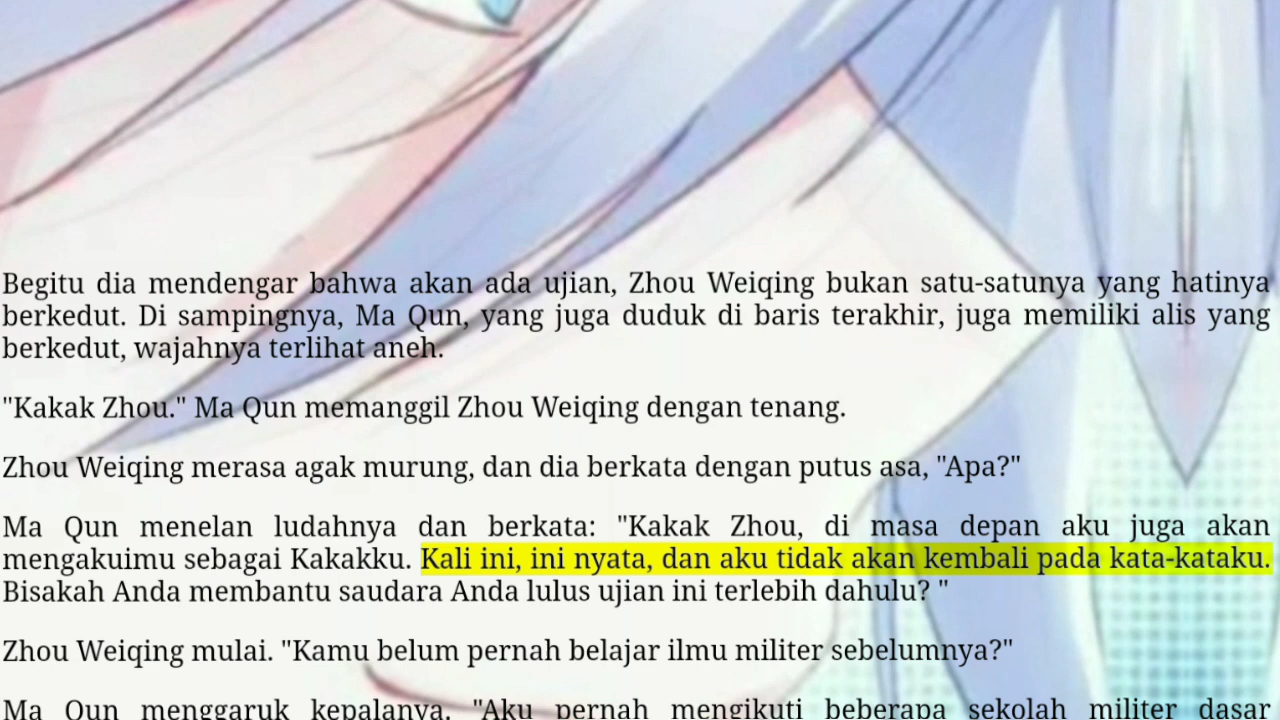 Begitu dia mendengar bahwa akan ada ujian, Zhou Weiqing bukan satu-satunya yang hatinya
berkedut. Di sampingnya, Ma Qun, yang juga duduk di baris terakhir, juga memiliki alis yang
berkedut, wajahnya terlihat aneh.
"Kakak Zhou." Ma Qun memanggil Zhou Weiqing dengan tenang.
Zhou Weiqing merasa agak murung, dan dia berkata dengan putus asa, "Apa?"
Ma Qun menelan ludahnya dan berkata: "Kakak Zhou, di masa depan aku juga akan
mengakuimu sebagai Kakakku. Kali ini, ini nyata, dan aku tidak akan kembali pada kata-kataku.
Bisakah Anda membantu saudara Anda lulus ujian ini terlebih dahulu? "
Zhou Weiqing mulai. "Kamu belum pernah belajar ilmu militer sebelumnya?"
Ma Qun menggaruk kepalanya. "Aku pernah mengikuti beberapa sekolah militer dasar